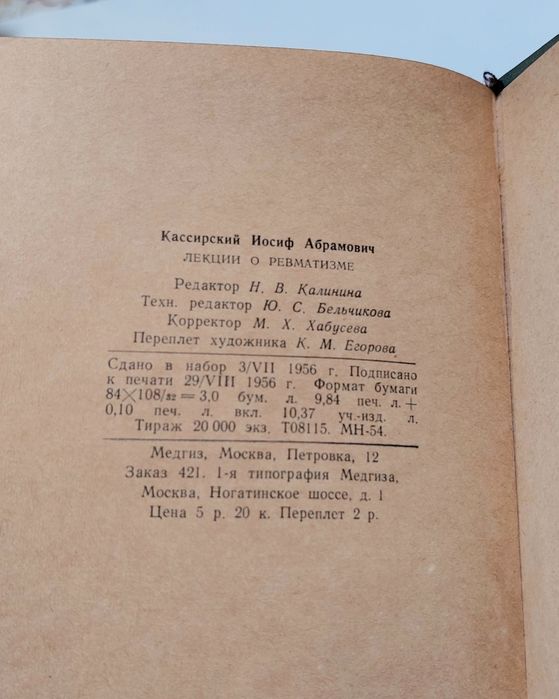 Кассирский Иосиф Абрамович
ЛЕКЦИИ О РЕВМАТИЗМЕ
Редактор Н. В. Калинина
Техн. редактор Ю. С. Бельчикова
Корректор М. Х. Хабусева
Переплет художника К. М. Егорова
Сдано в набор 3/VII 1956 г. Подписано
к печати 29/VIII 1956 г. Формат бумаги
84×108/32 = 3,0 бум. л. 9,84 печ. л. +
0,10 печ. л. вкл. 10,37 уч.-изд. л.
Тираж 20 000 экз. Т08115. МН-54.
Медгиз, Москва, Петровка, 12
Заказ 421. 1-я типография Медгиза,
Москва, Ногатинское шоссе, д. 1
Цена 5 р. 20 к. Переплет 2 р.